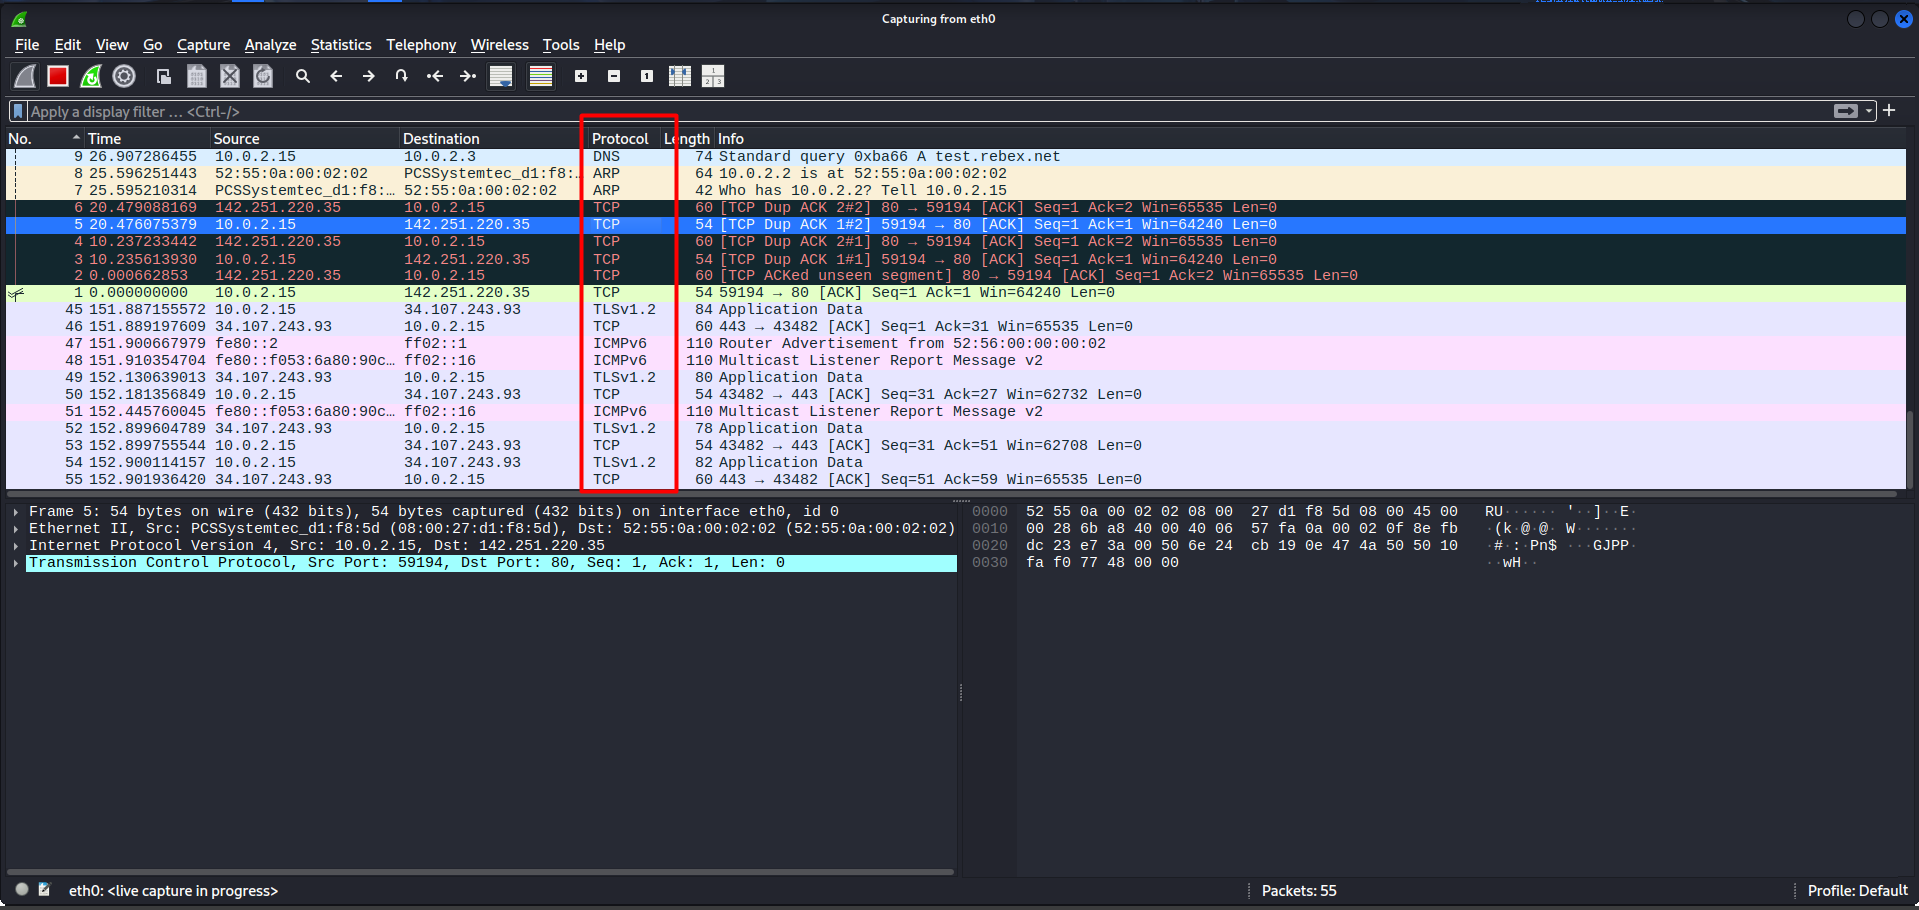 Capturing from eth0
File Edit View Go Capture Analyze Statistics Telephony Wireless Tools Help
Apply a display filter … <Ctrl-/>
No. Time Source Destination Protocol Length Info
9 26.907286455 10.0.2.15 10.0.2.3 DNS 74 Standard query 0xba66 A test.rebex.net
8 25.596251443 52:55:0a:00:02:02 PCSSystemtec_d1:f8:… ARP 64 10.0.2.2 is at 52:55:0a:00:02:02
7 25.595210314 PCSSystemtec_d1:f8:… 52:55:0a:00:02:02 ARP 42 Who has 10.0.2.2? Tell 10.0.2.15
6 20.479088169 142.251.220.35 10.0.2.15 TCP 60 [TCP Dup ACK 2#2] 80 → 59194 [ACK] Seq=1 Ack=2 Win=65535 Len=0
5 20.476075379 10.0.2.15 142.251.220.35 TCP 54 [TCP Dup ACK 1#2] 59194 → 80 [ACK] Seq=1 Ack=1 Win=64240 Len=0
4 10.237233442 142.251.220.35 10.0.2.15 TCP 60 [TCP Dup ACK 2#1] 80 → 59194 [ACK] Seq=1 Ack=2 Win=65535 Len=0
3 10.235613930 10.0.2.15 142.251.220.35 TCP 54 [TCP Dup ACK 1#1] 59194 → 80 [ACK] Seq=1 Ack=1 Win=64240 Len=0
2 0.000662853 142.251.220.35 10.0.2.15 TCP 60 [TCP ACKed unseen segment] 80 → 59194 [ACK] Seq=1 Ack=2 Win=65535 Len=0
1 0.000000000 10.0.2.15 142.251.220.35 TCP 54 59194 → 80 [ACK] Seq=1 Ack=1 Win=64240 Len=0
45 151.887155572 10.0.2.15 34.107.243.93 TLSv1.2 84 Application Data
46 151.889197609 34.107.243.93 10.0.2.15 TCP 60 443 → 43482 [ACK] Seq=1 Ack=31 Win=65535 Len=0
47 151.900667979 fe80::2 ff02::1 ICMPv6 110 Router Advertisement from 52:56:00:00:00:02
48 151.910354704 fe80::f053:6a80:90c… ff02::16 ICMPv6 110 Multicast Listener Report Message v2
49 152.130639013 34.107.243.93 10.0.2.15 TLSv1.2 80 Application Data
50 152.181356849 10.0.2.15 34.107.243.93 TCP 54 43482 → 443 [ACK] Seq=31 Ack=27 Win=62732 Len=0
51 152.445760045 fe80::f053:6a80:90c… ff02::16 ICMPv6 110 Multicast Listener Report Message v2
52 152.899604789 34.107.243.93 10.0.2.15 TLSv1.2 78 Application Data
53 152.899755544 10.0.2.15 34.107.243.93 TCP 54 43482 → 443 [ACK] Seq=31 Ack=51 Win=62708 Len=0
54 152.900114157 10.0.2.15 34.107.243.93 TLSv1.2 82 Application Data
55 152.901936420 34.107.243.93 10.0.2.15 TCP 60 443 → 43482 [ACK] Seq=51 Ack=59 Win=65535 Len=0
Frame 5: 54 bytes on wire (432 bits), 54 bytes captured (432 bits) on interface eth0, id 0
Ethernet II, Src: PCSSystemtec_d1:f8:5d (08:00:27:d1:f8:5d), Dst: 52:55:0a:00:02:02 (52:55:0a:00:02:02)
Internet Protocol Version 4, Src: 10.0.2.15, Dst: 142.251.220.35
Transmission Control Protocol, Src Port: 59194, Dst Port: 80, Seq: 1, Ack: 1, Len: 0
0000 52 55 0a 00 02 02 08 00 27 d1 f8 5d 08 00 45 00 RU······ '··]··E·
0010 00 28 6b a8 40 00 40 06 57 fa 0a 00 02 0f 8e fb ·(k·@·@· W·······
0020 dc 23 e7 3a 00 50 6e 24 cb 19 0e 47 4a 50 50 10 ·#·:·Pn$ ···GJPP·
0030 fa f0 77 48 00 00 ··wH··
eth0: <live capture in progress>
Packets: 55
Profile: Default